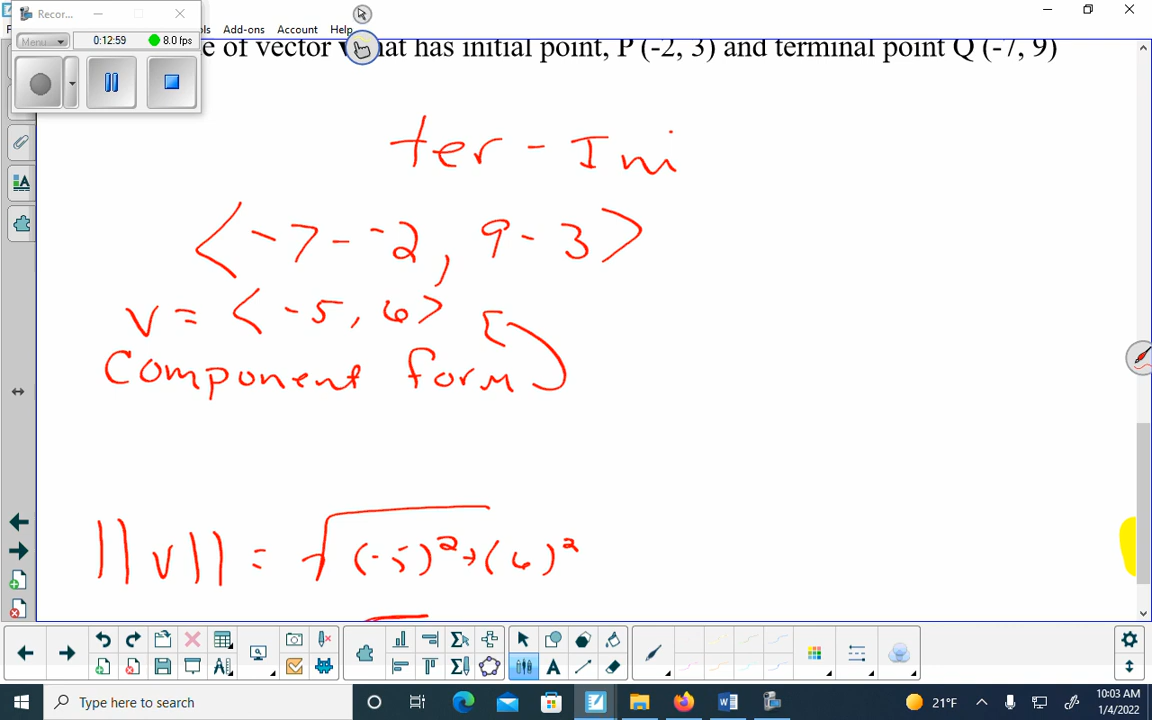 Recor...
Menu
0:12:59
8.0 fps
ols Add-ons Account Help
e of vector v that has initial point, P (-2, 3) and terminal point Q (-7, 9)
ter - Ini
< -7 - -2, 9 - 3 >
v = < -5, 6 >
Component form
||v|| = √(-5)²+(6)²
Type here to search
21°F
10:03 AM
1/4/2022